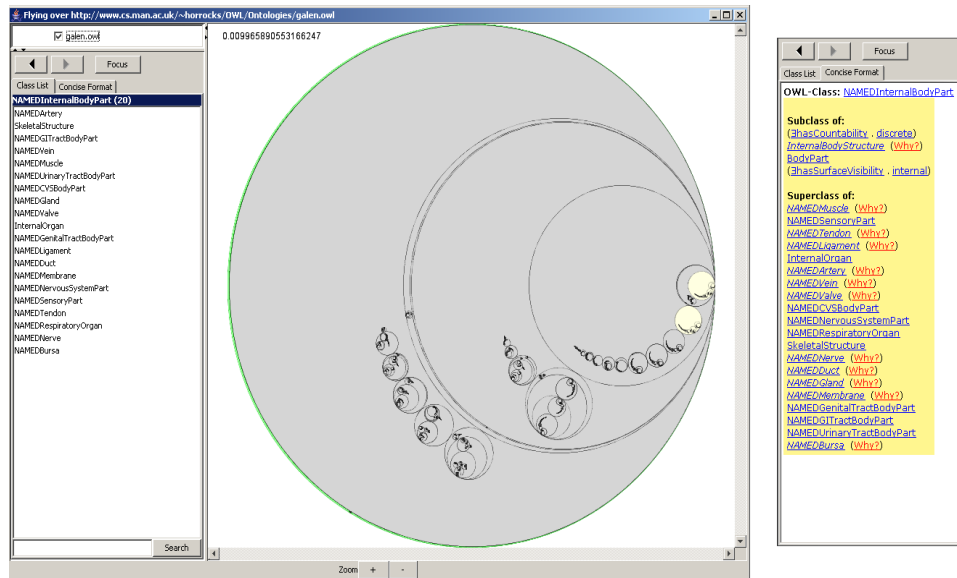 Flying over http://www.cs.man.ac.uk/~horrocks/OWL/Ontologies/galen.owl
galen.owl
Focus
Class List Concise Format
NAMEDInternalBodyPart (20)
NAMEDArtery
SkeletalStructure
NAMEDGITractBodyPart
NAMEDVein
NAMEDMuscle
NAMEDUrinaryTractBodyPart
NAMEDCVSBodyPart
NAMEDGland
NAMEDValve
InternalOrgan
NAMEDGenitalTractBodyPart
NAMEDLigament
NAMEDDuct
NAMEDMembrane
NAMEDNervousSystemPart
NAMEDSensoryPart
NAMEDTendon
NAMEDRespiratoryOrgan
NAMEDNerve
NAMEDBursa
Search
0.009965890553166247
Zoom + -
Focus
Class List Concise Format
OWL-Class: NAMEDInternalBodyPart
Subclass of:
(∃hasCountability . discrete)
InternalBodyStructure (Why?)
BodyPart
(∃hasSurfaceVisibility . internal)
Superclass of:
NAMEDMuscle (Why?)
NAMEDSensoryPart
NAMEDTendon (Why?)
NAMEDLigament (Why?)
InternalOrgan
NAMEDArtery (Why?)
NAMEDVein (Why?)
NAMEDValve (Why?)
NAMEDCVSBodyPart
NAMEDNervousSystemPart
NAMEDRespiratoryOrgan
SkeletalStructure
NAMEDNerve (Why?)
NAMEDDuct (Why?)
NAMEDGland (Why?)
NAMEDMembrane (Why?)
NAMEDGenitalTractBodyPart
NAMEDGITractBodyPart
NAMEDUrinaryTractBodyPart
NAMEDBursa (Why?)